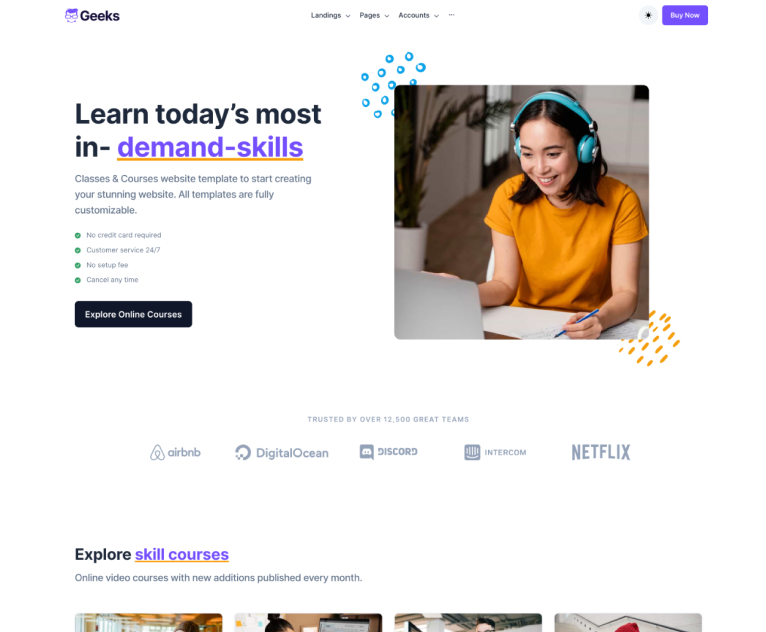 Geeks
Landings Pages Accounts ···
Buy Now
Learn today's most
in- demand-skills
Classes & Courses website template to start creating
your stunning website. All templates are fully
customizable.
No credit card required
Customer service 24/7
No setup fee
Cancel any time
Explore Online Courses
TRUSTED BY OVER 12,500 GREAT TEAMS
airbnb DigitalOcean DISCORD INTERCOM NETFLIX
Explore skill courses
Online video courses with new additions published every month.